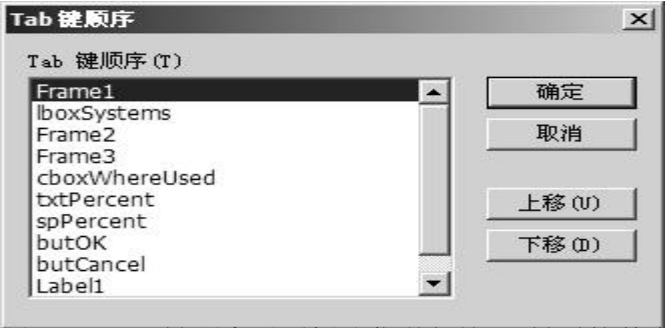 Tab 键顺序
Tab 键顺序(T)
Frame1
lboxSystems
Frame2
Frame3
cboxWhereUsed
txtPercent
spPercent
butOK
butCancel
Label1
确定
取消
上移(U)
下移(D)